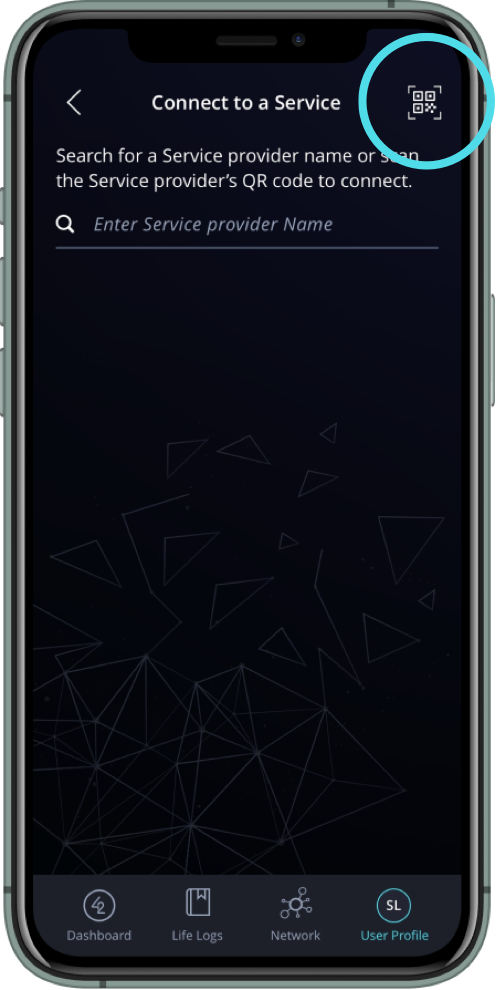 Connect to a Service
Search for a Service provider name or scan
the Service provider's QR code to connect.
Enter Service provider Name
42
SL
Dashboard
Life Logs
Network
User Profile